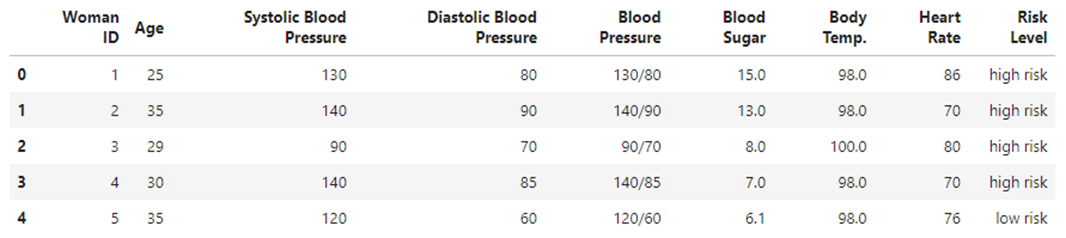 Woman ID Age Systolic Blood Pressure Diastolic Blood Pressure Blood Pressure Blood Sugar Body Temp. Heart Rate Risk Level
0 1 25 130 80 130/80 15.0 98.0 86 high risk
1 2 35 140 90 140/90 13.0 98.0 70 high risk
2 3 29 90 70 90/70 8.0 100.0 80 high risk
3 4 30 140 85 140/85 7.0 98.0 70 high risk
4 5 35 120 60 120/60 6.1 98.0 76 low risk